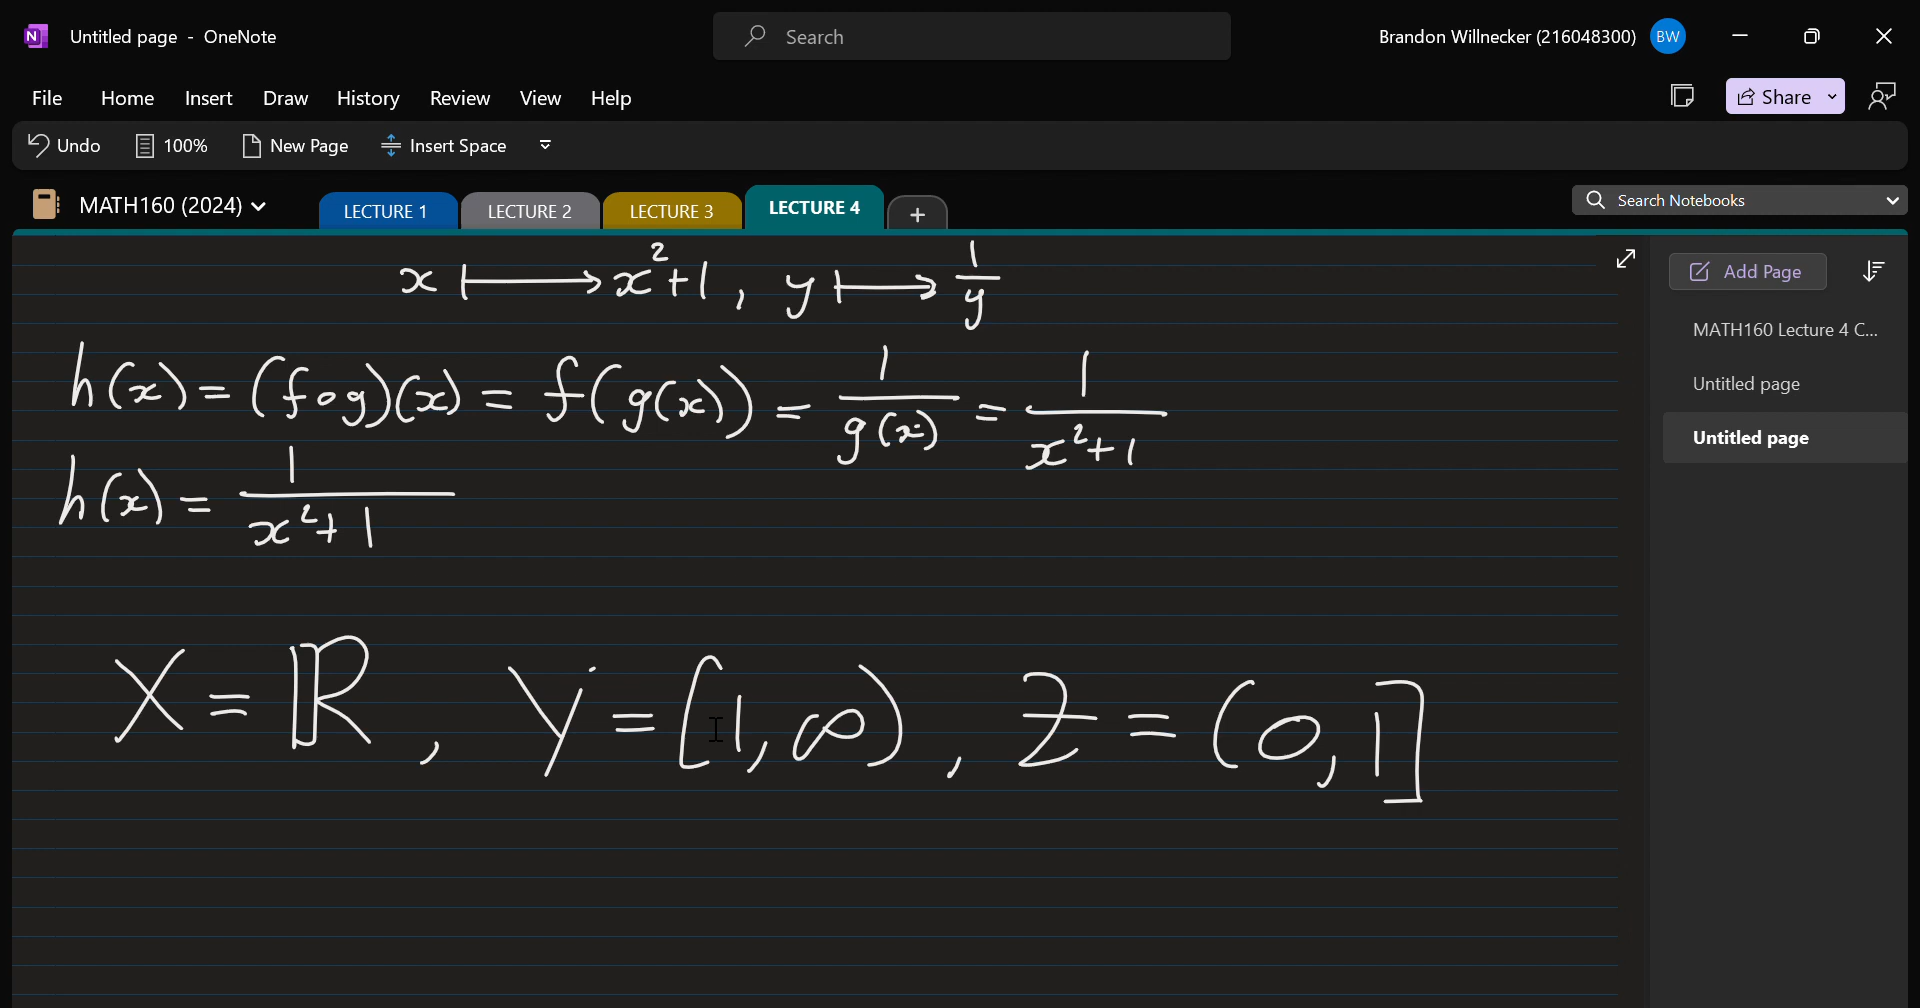 Untitled page - OneNote
Search
Brandon Willnecker (216048300) BW
File Home Insert Draw History Review View Help
Share
Undo 100% New Page Insert Space
MATH160 (2024) LECTURE 1 LECTURE 2 LECTURE 3 LECTURE 4 +
Search Notebooks
x ⟼ x²+1, y ⟼ 1/y
h(x) = (f∘g)(x) = f(g(x)) = 1/g(x) = 1/(x²+1)
h(x) = 1/(x²+1)
X = ℝ, Y = [1,∞), Z = (0,1]
Add Page
MATH160 Lecture 4 C...
Untitled page
Untitled page